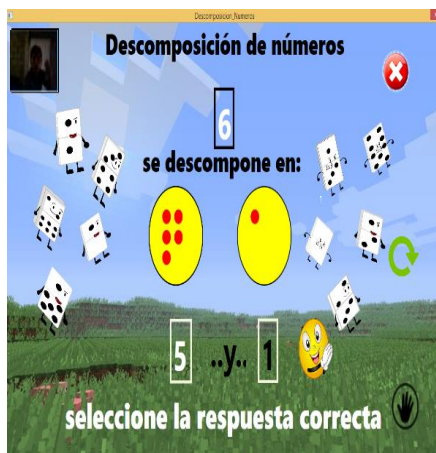 Descomposicion_Numeros
Descomposición de números
6
se descompone en:
5 ..y.. 1
seleccione la respuesta correcta